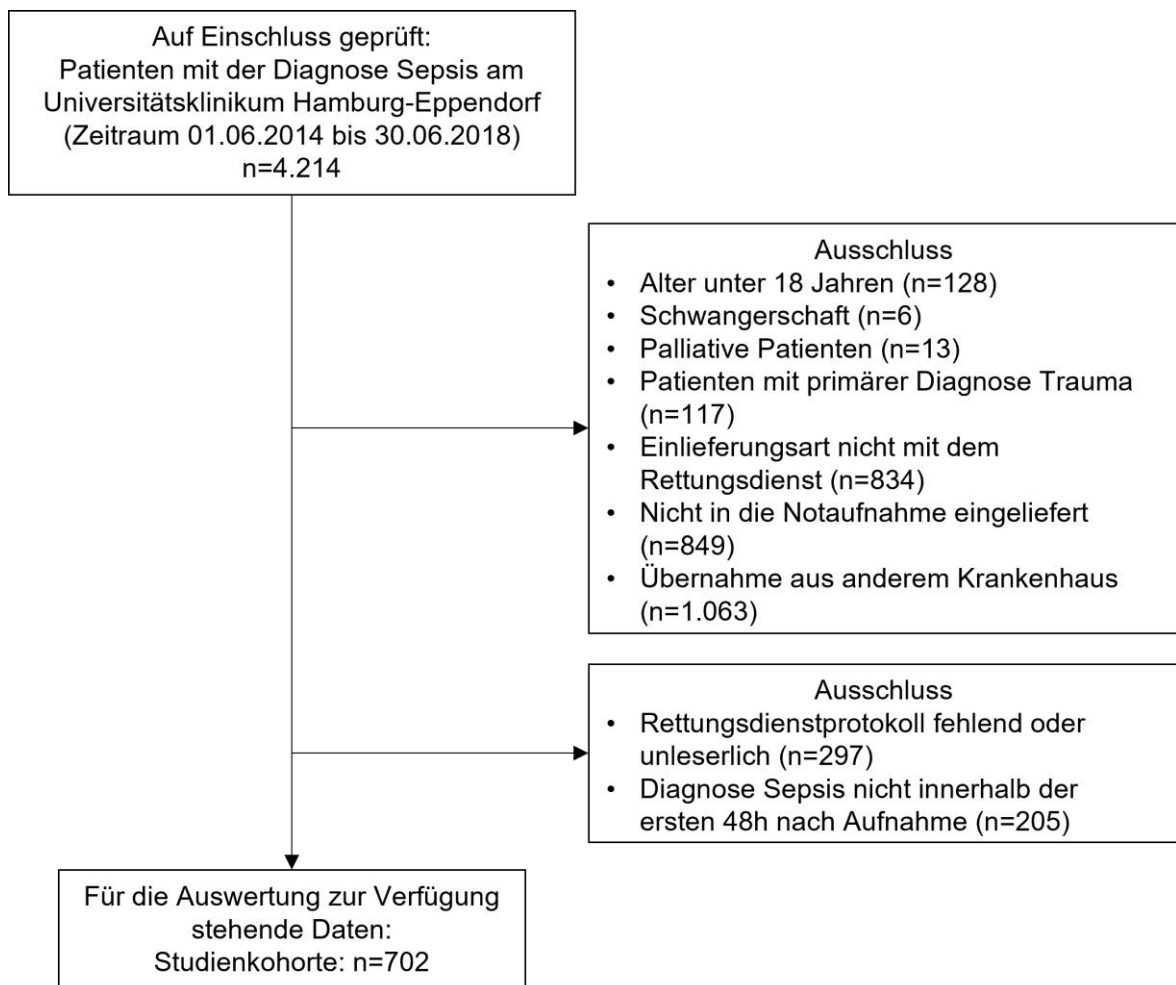 Auf Einschluss geprüft:
Patienten mit der Diagnose Sepsis am
Universitätsklinikum Hamburg-Eppendorf
(Zeitraum 01.06.2014 bis 30.06.2018)
n=4.214
Ausschluss
• Alter unter 18 Jahren (n=128)
• Schwangerschaft (n=6)
• Palliative Patienten (n=13)
• Patienten mit primärer Diagnose Trauma
(n=117)
• Einlieferungsart nicht mit dem
Rettungsdienst (n=834)
• Nicht in die Notaufnahme eingeliefert
(n=849)
• Übernahme aus anderem Krankenhaus
(n=1.063)
Ausschluss
• Rettungsdienstprotokoll fehlend oder
unleserlich (n=297)
• Diagnose Sepsis nicht innerhalb der
ersten 48h nach Aufnahme (n=205)
Für die Auswertung zur Verfügung
stehende Daten:
Studienkohorte: n=702